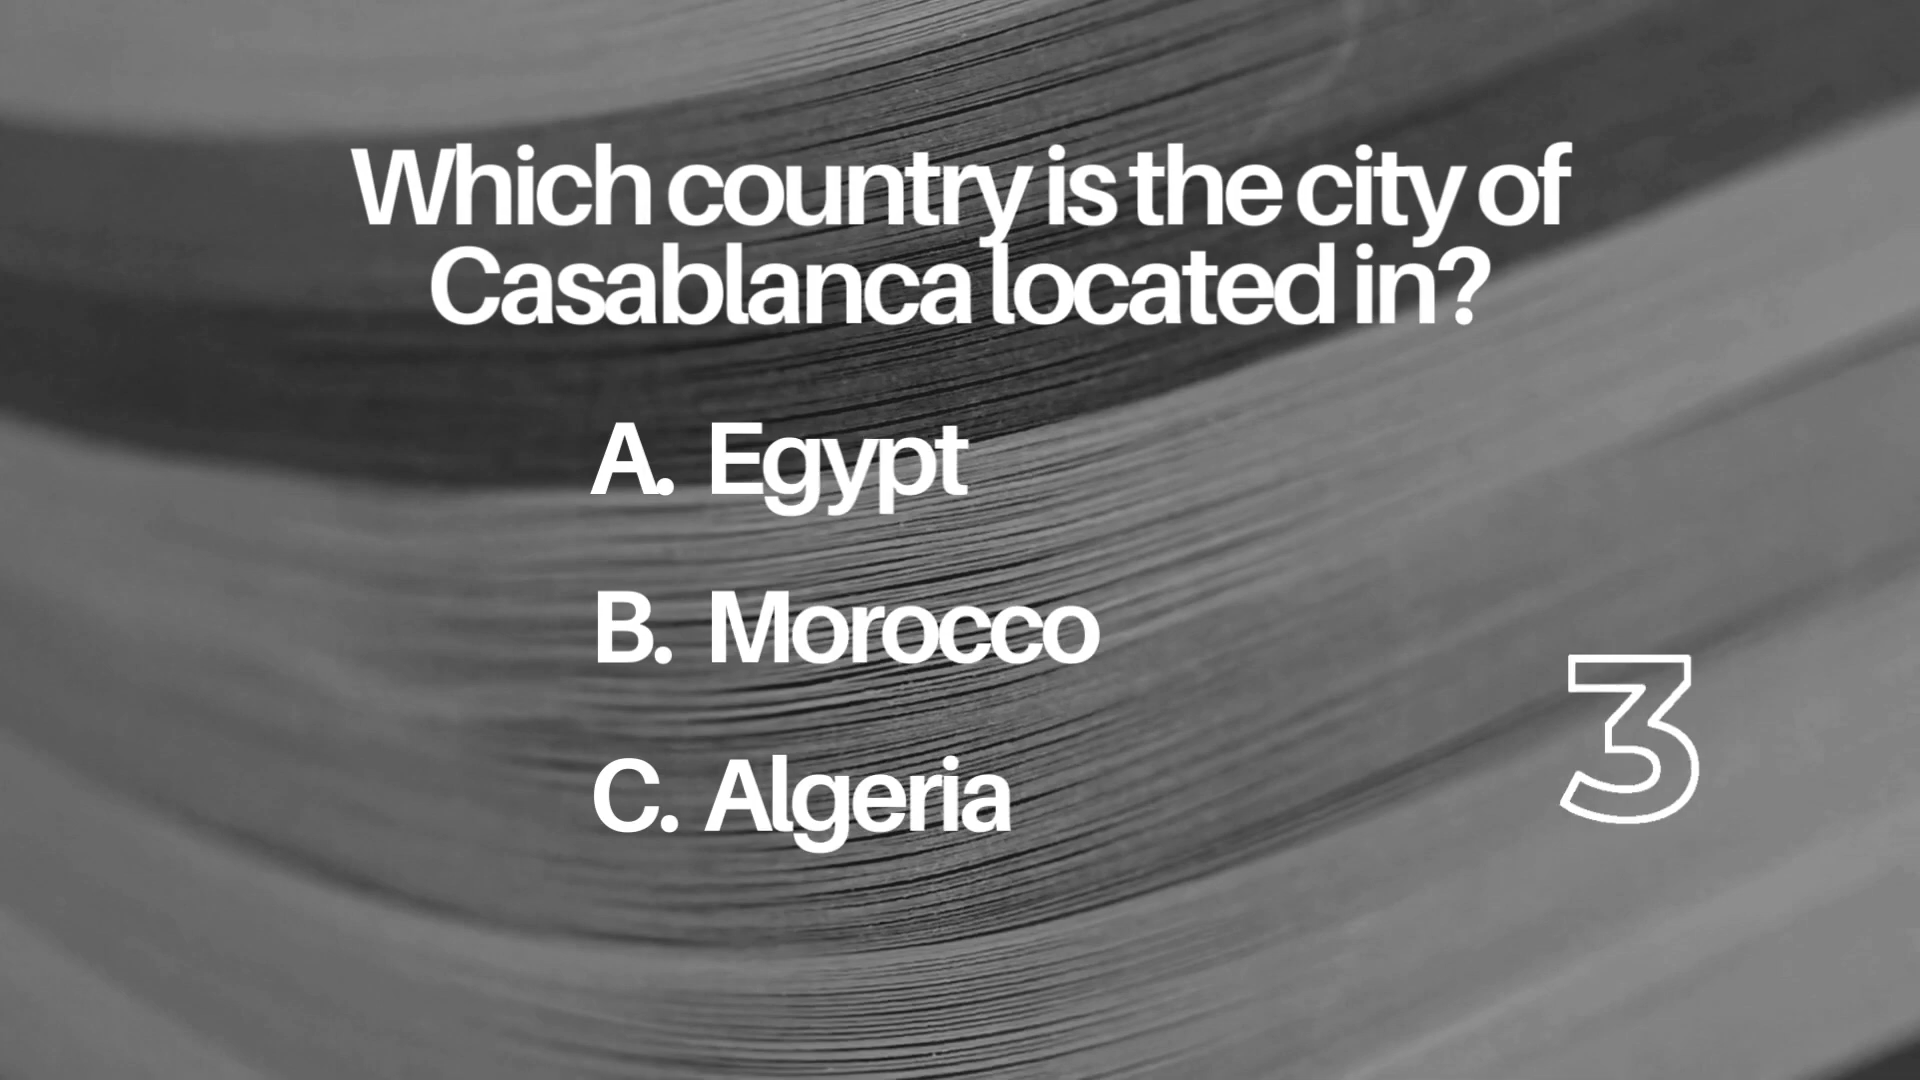 Which country is the city of
Casablanca located in?
A. Egypt
B. Morocco
C. Algeria
3